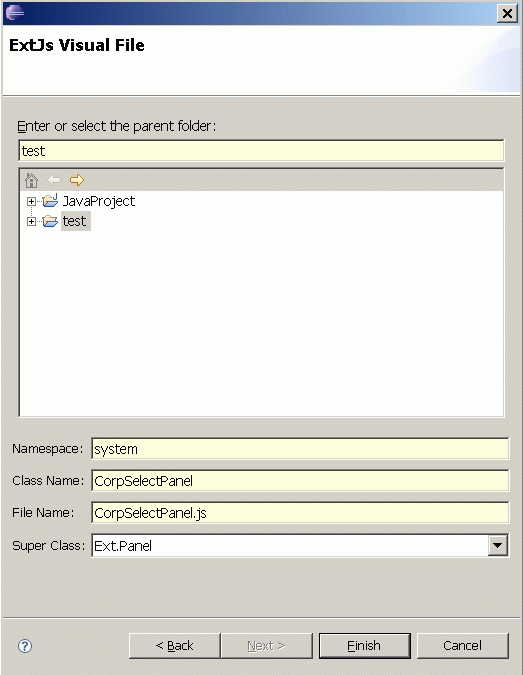 ExtJs Visual File
Enter or select the parent folder:
test
JavaProject
test
Namespace: system
Class Name: CorpSelectPanel
File Name: CorpSelectPanel.js
Super Class: Ext.Panel
? < Back Next > Finish Cancel